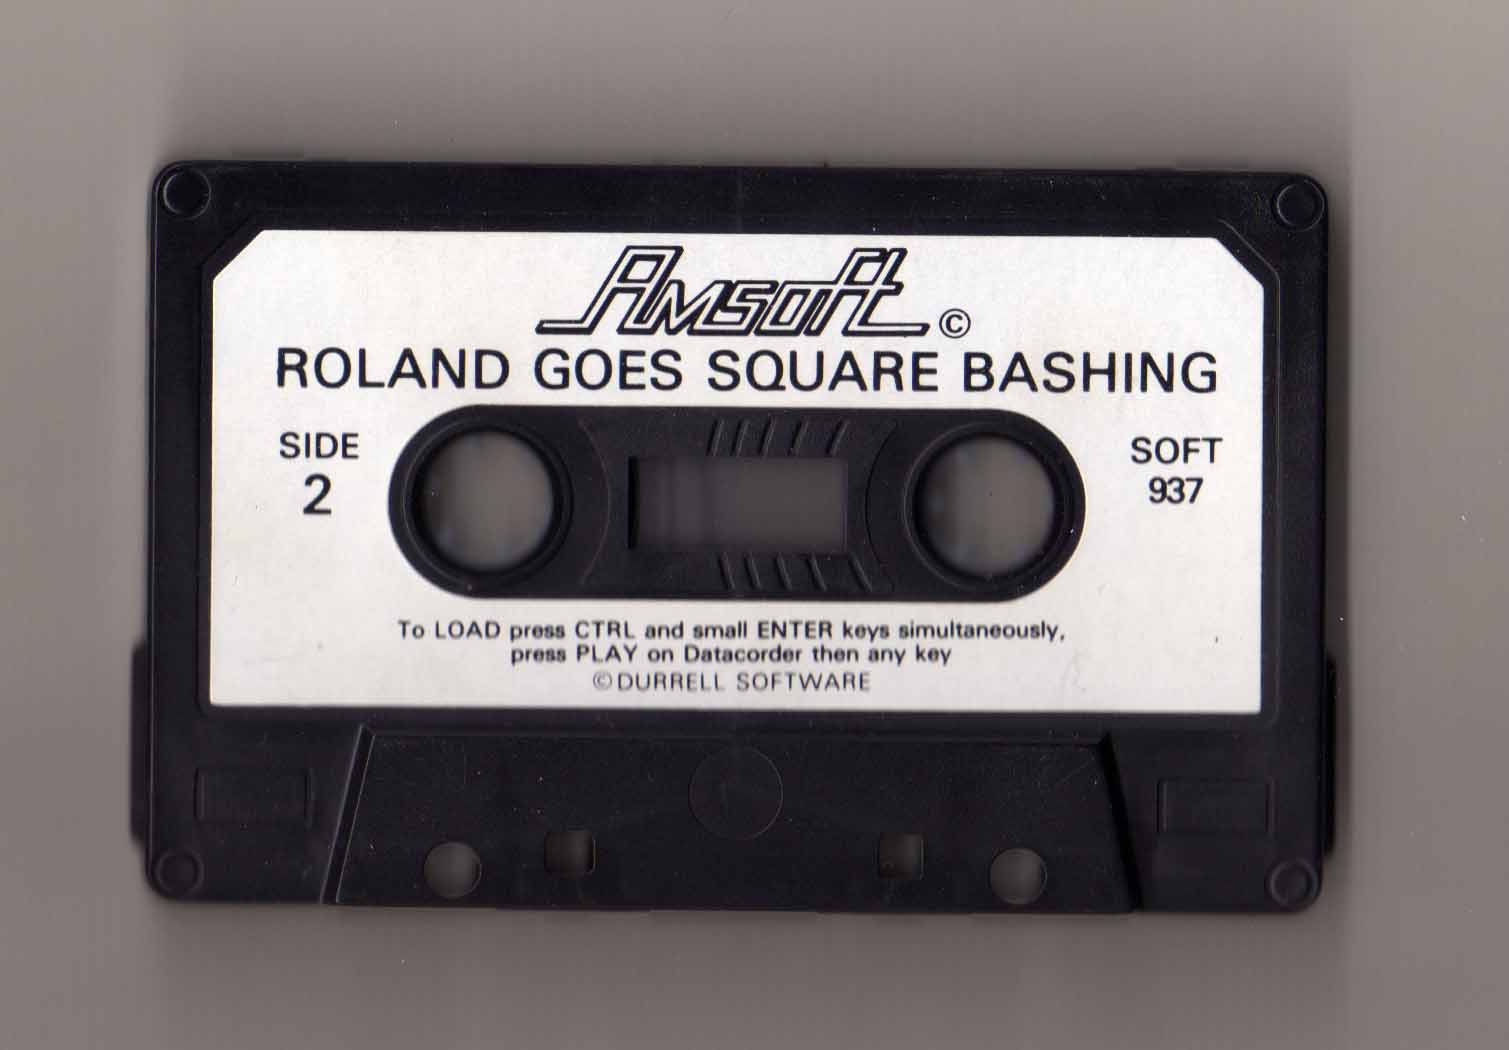 Amsoft ©
ROLAND GOES SQUARE BASHING
SIDE
2
SOFT
937
To LOAD press CTRL and small ENTER keys simultaneously,
press PLAY on Datacorder then any key
© DURRELL SOFTWARE